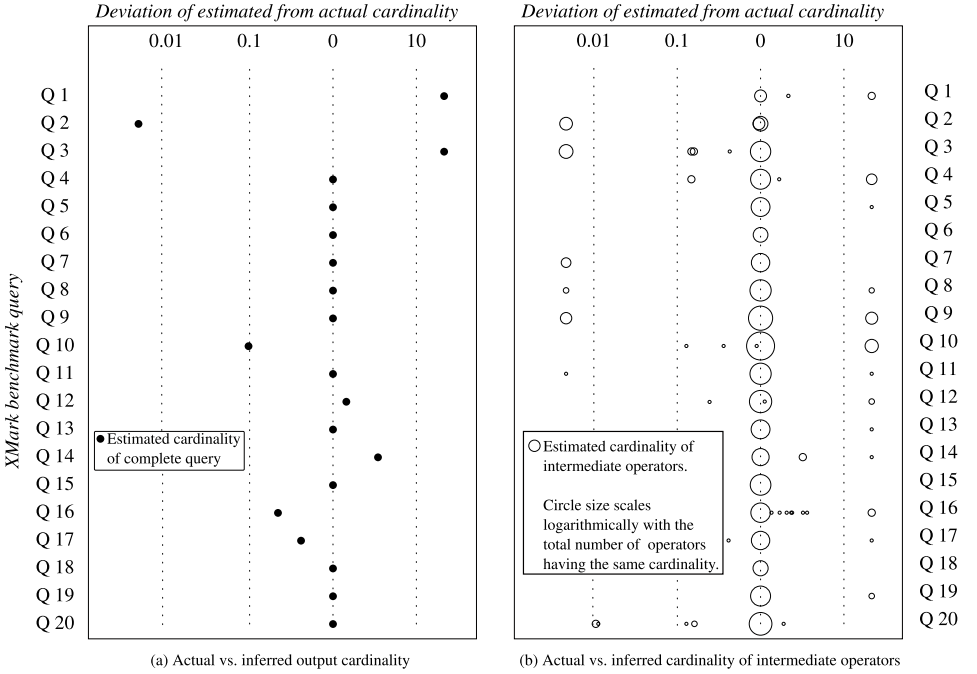 Deviation of estimated from actual cardinality
0.01 0.1 0 10
Q 1
Q 2
Q 3
Q 4
Q 5
Q 6
Q 7
Q 8
Q 9
Q 10
Q 11
Q 12
Q 13
Q 14
Q 15
Q 16
Q 17
Q 18
Q 19
Q 20
XMark benchmark query
Estimated cardinality
of complete query
(a) Actual vs. inferred output cardinality
Deviation of estimated from actual cardinality
0.01 0.1 0 10
Q 1
Q 2
Q 3
Q 4
Q 5
Q 6
Q 7
Q 8
Q 9
Q 10
Q 11
Q 12
Q 13
Q 14
Q 15
Q 16
Q 17
Q 18
Q 19
Q 20
Estimated cardinality of
intermediate operators.
Circle size scales
logarithmically with the
total number of operators
having the same cardinality.
(b) Actual vs. inferred cardinality of intermediate operators